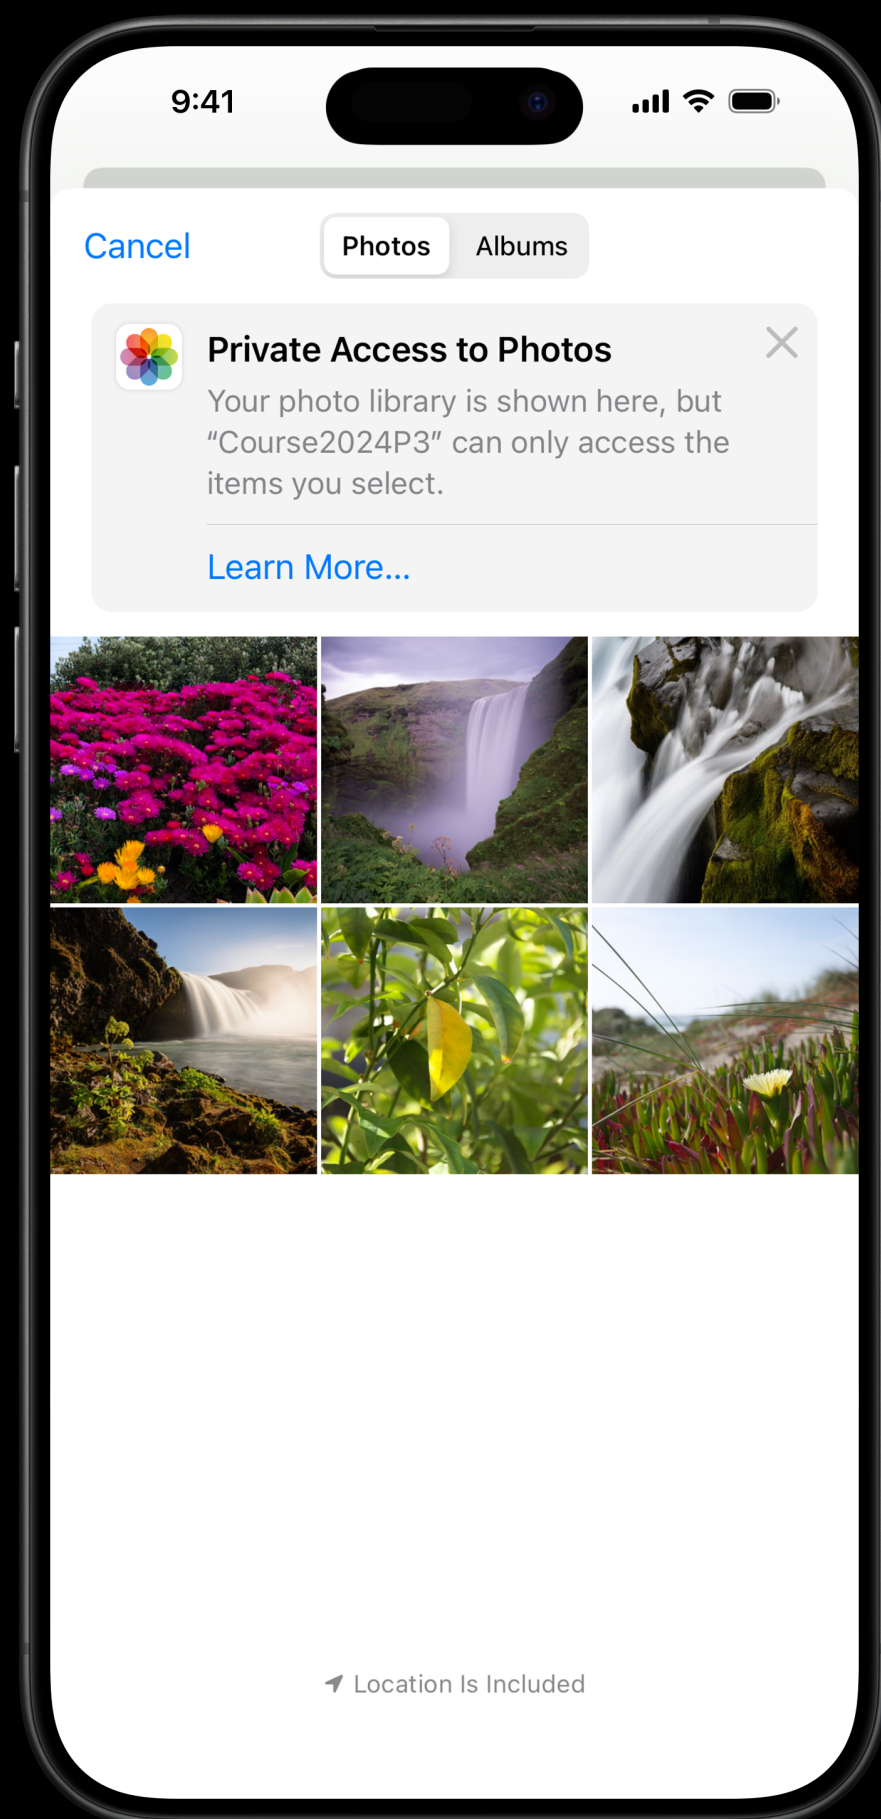 9:41
Cancel
Photos
Albums
Private Access to Photos
Your photo library is shown here, but
“Course2024P3” can only access the
items you select.
Learn More...
Location Is Included